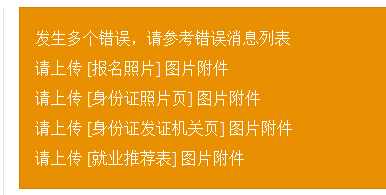 发生多个错误，请参考错误消息列表
请上传 [报名照片] 图片附件
请上传 [身份证照片页] 图片附件
请上传 [身份证发证机关页] 图片附件
请上传 [就业推荐表] 图片附件